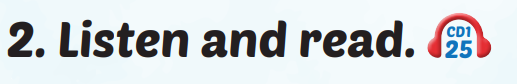 2. Listen and read. CD1
25